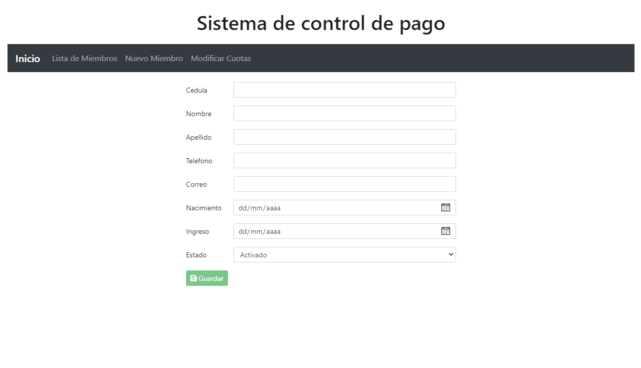 Sistema de control de pago
Inicio Lista de Miembros Nuevo Miembro Modificar Cuotas
Cedula
Nombre
Apellido
Telefono
Correo
Nacimiento dd/mm/aaaa
Ingreso dd/mm/aaaa
Estado Activado
Guardar